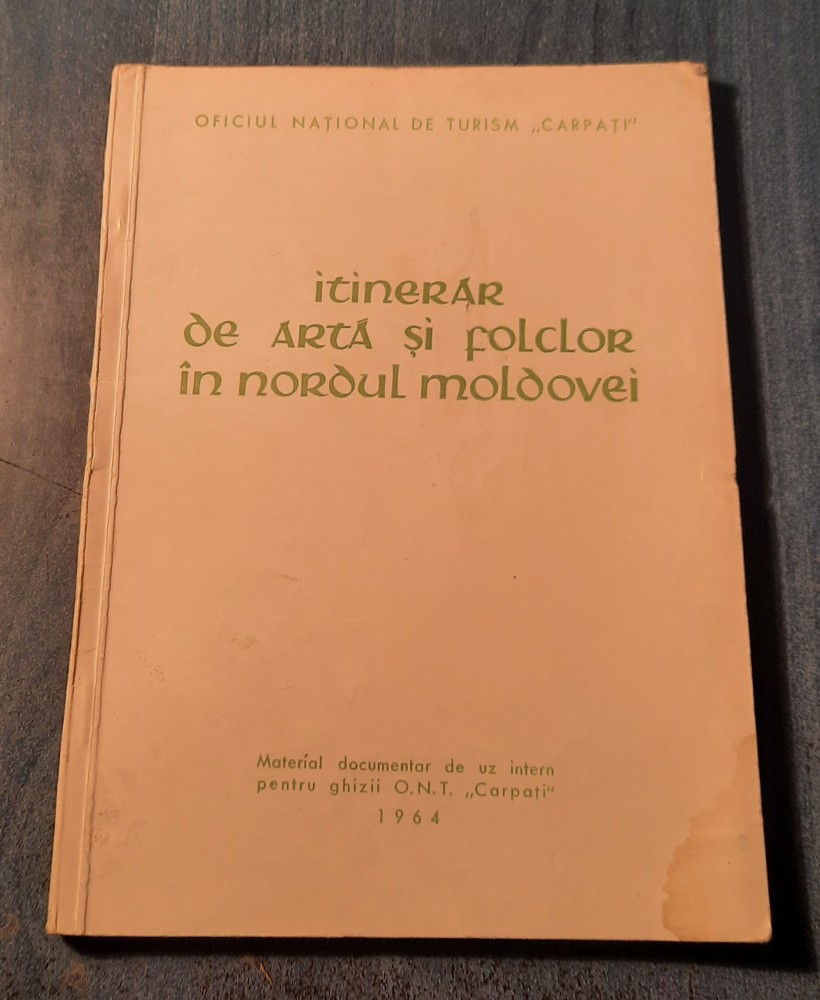 OFICIUL NAȚIONAL DE TURISM „CARPAȚI"
itinerar
de artă și folclor
în nordul moldovei
Material documentar de uz intern
pentru ghizii O.N.T. „Carpați"
1964